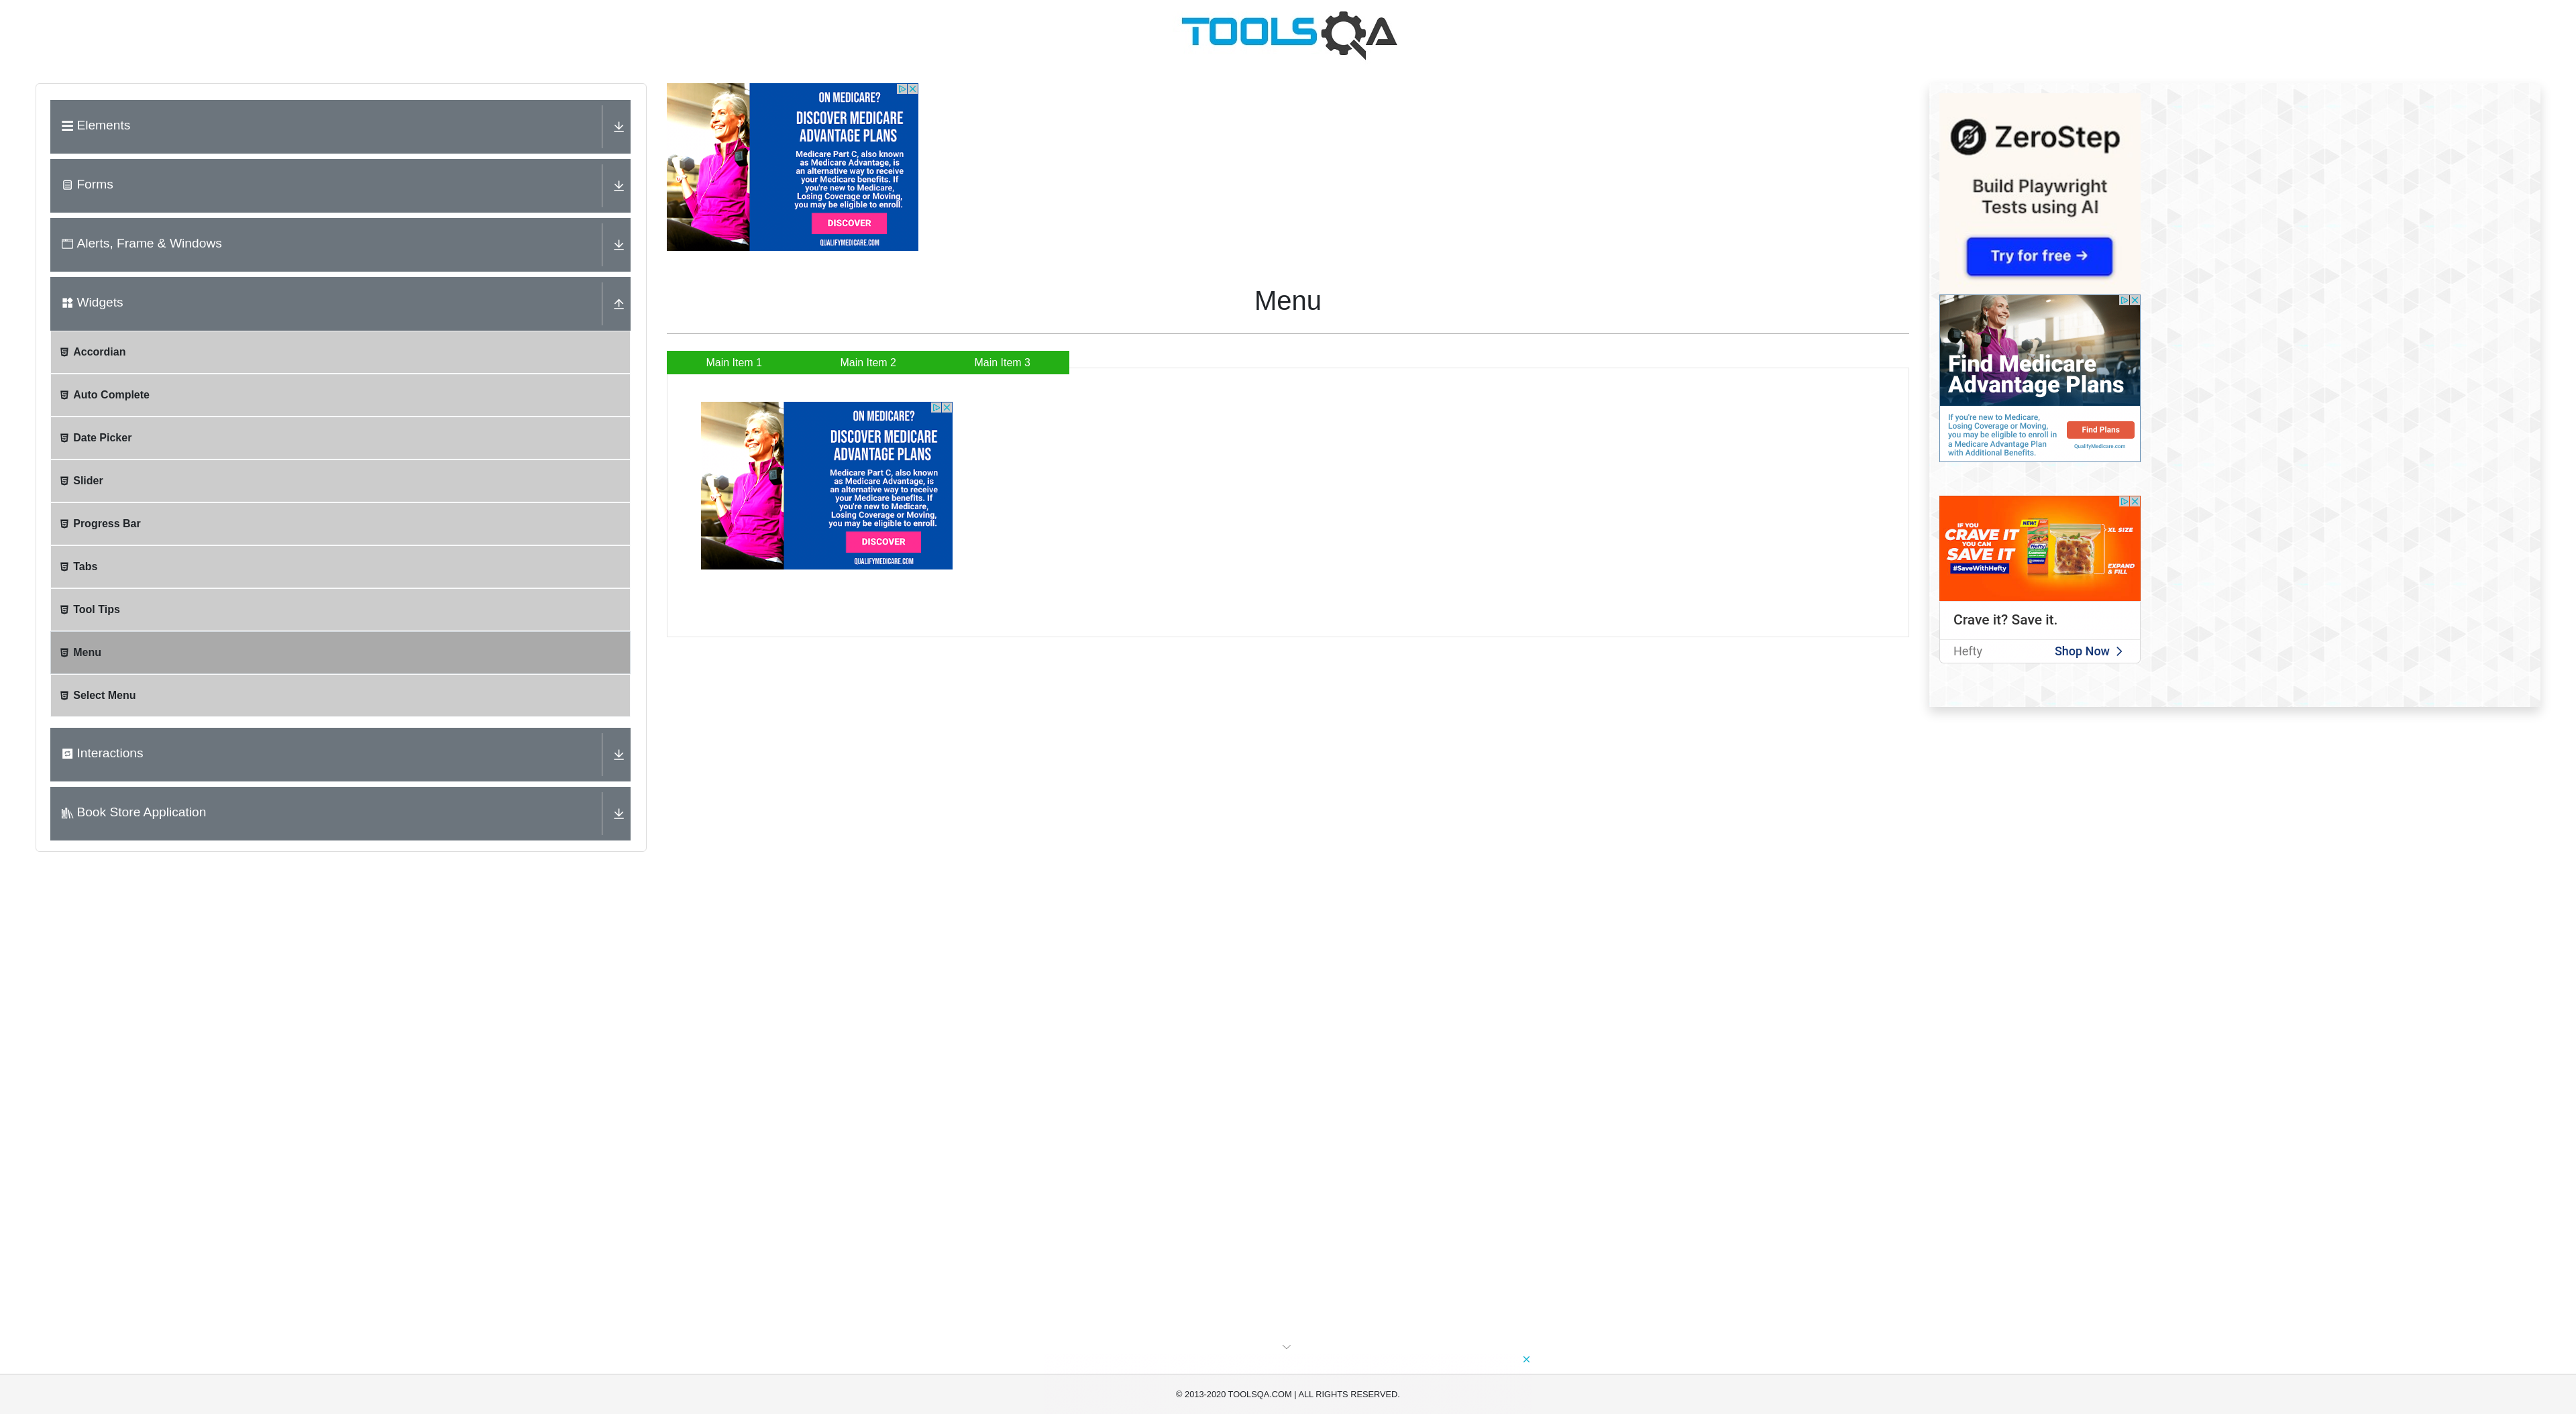 TOOLSQA
Elements
Forms
Alerts, Frame & Windows
Widgets
Accordian
Auto Complete
Date Picker
Slider
Progress Bar
Tabs
Tool Tips
Menu
Select Menu
Interactions
Book Store Application
ON MEDICARE?
DISCOVER MEDICARE
ADVANTAGE PLANS
Medicare Part C, also known
as Medicare Advantage, is
an alternative way to receive
your Medicare benefits. If
you're new to Medicare,
Losing Coverage or Moving,
you may be eligible to enroll.
DISCOVER
QUALIFYMEDICARE.COM
Menu
Main Item 1
Main Item 2
Main Item 3
ON MEDICARE?
DISCOVER MEDICARE
ADVANTAGE PLANS
Medicare Part C, also known
as Medicare Advantage, is
an alternative way to receive
your Medicare benefits. If
you're new to Medicare,
Losing Coverage or Moving,
you may be eligible to enroll.
DISCOVER
QUALIFYMEDICARE.COM
ZeroStep
Build Playwright
Tests using AI
Try for free →
Find Medicare
Advantage Plans
If you're new to Medicare,
Losing Coverage or Moving,
you may be eligible to enroll in
a Medicare Advantage Plan
with Additional Benefits.
Find Plans
QualifyMedicare.com
IF YOU
CRAVE IT
YOU CAN
SAVE IT
#SaveWithHefty
NEW!
Hefty
XL SIZE
EXPAND
& FILL
Crave it? Save it.
Hefty
Shop Now
© 2013-2020 TOOLSQA.COM | ALL RIGHTS RESERVED.